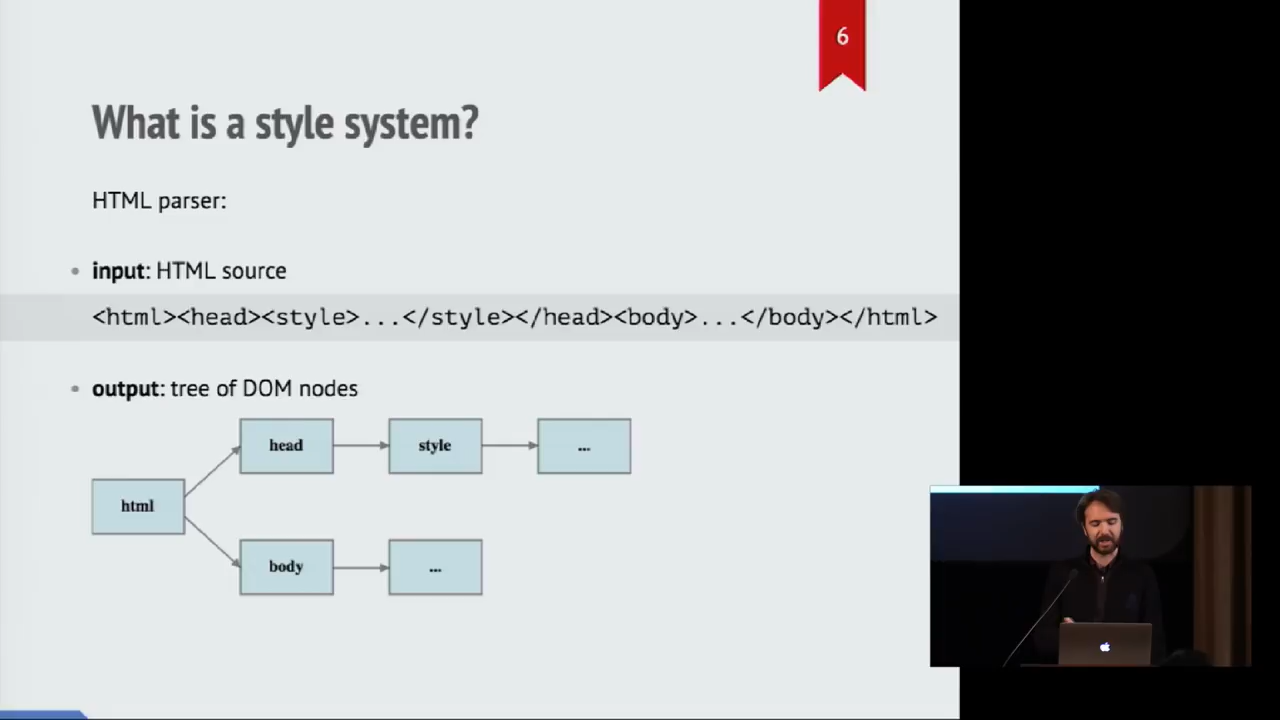 6
What is a style system?
HTML parser:
• input: HTML source
<html><head><style>...</style></head><body>...</body></html>
• output: tree of DOM nodes
head
style
...
html
body
...